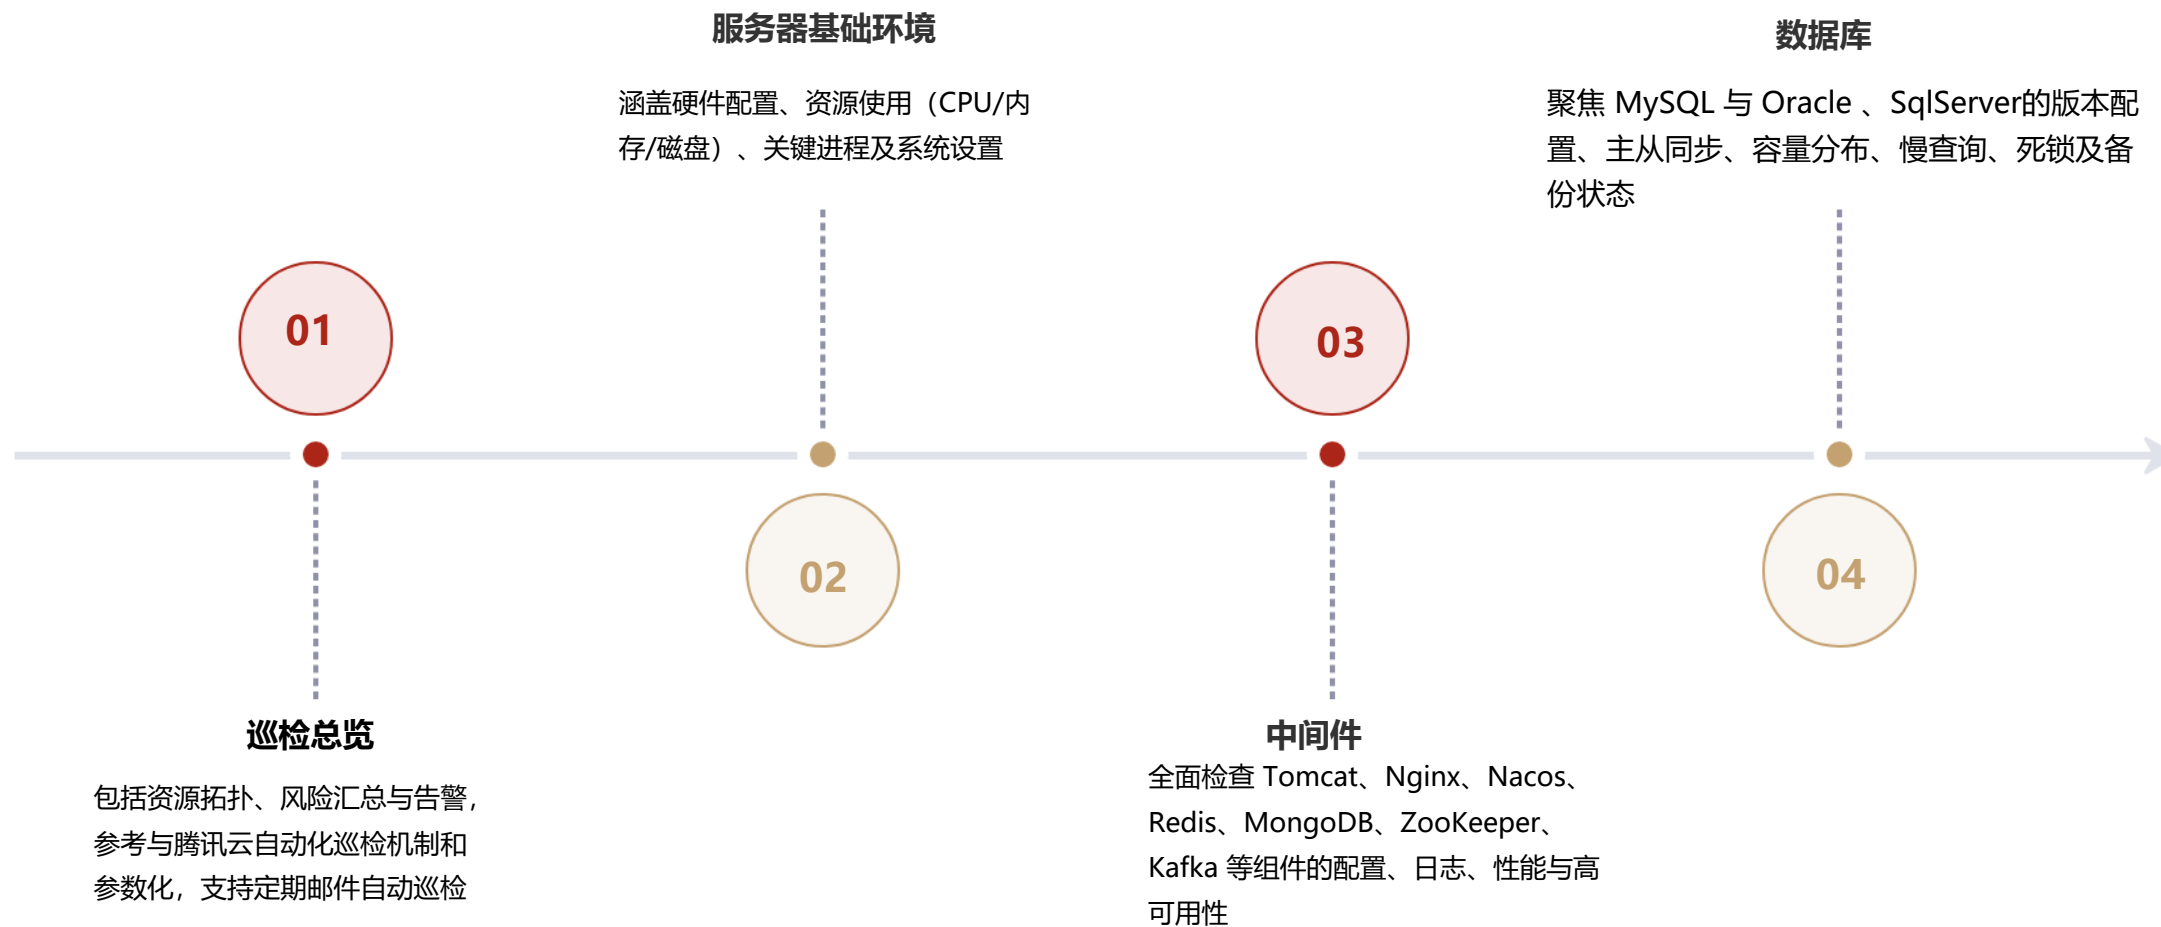 01
巡检总览
包括资源拓扑、风险汇总与告警，
参考与腾讯云自动化巡检机制和
参数化，支持定期邮件自动巡检
服务器基础环境
涵盖硬件配置、资源使用（CPU/内
存/磁盘）、关键进程及系统设置
02
03
中间件
全面检查 Tomcat、Nginx、Nacos、
Redis、MongoDB、ZooKeeper、
Kafka 等组件的配置、日志、性能与高
可用性
数据库
聚焦 MySQL 与 Oracle 、SqlServer的版本配
置、主从同步、容量分布、慢查询、死锁及备
份状态
04